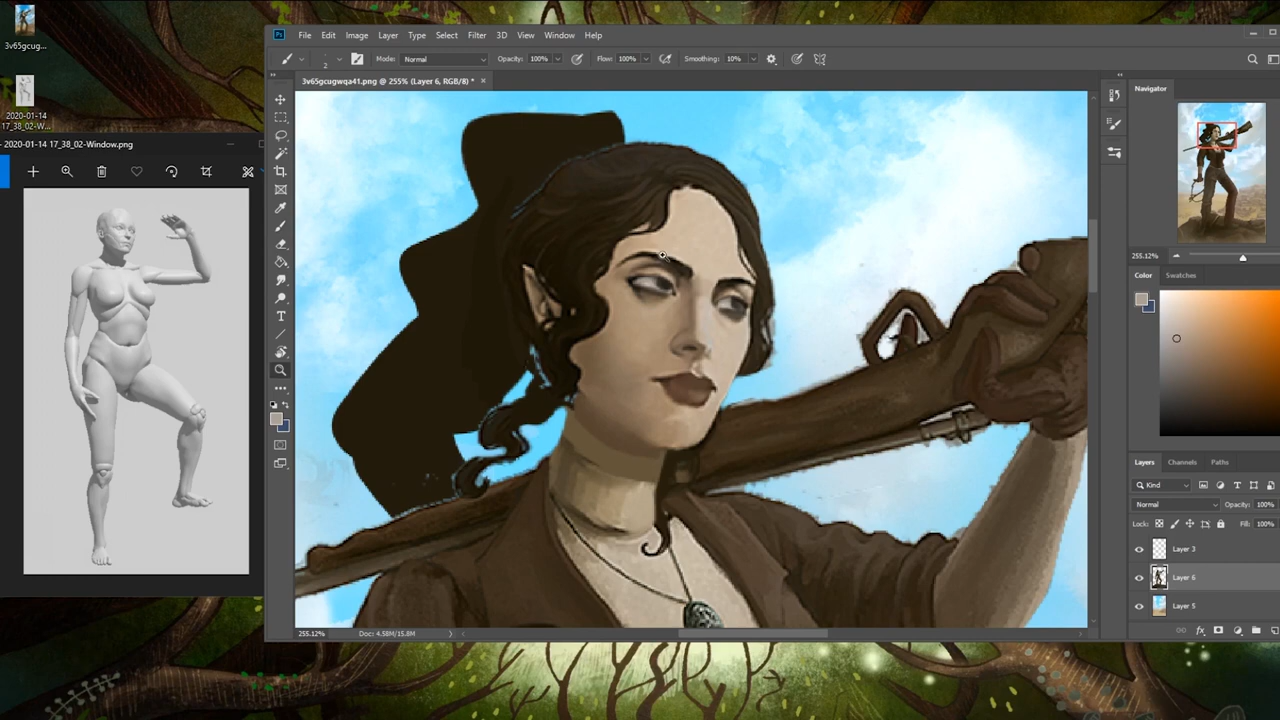 3v65gcug...
2020-01-14
17_38_02-W...
- 2020-01-14 17_38_02-Window.png
Ps File Edit Image Layer Type Select Filter 3D View Window Help
2 Mode: Normal Opacity: 100% Flow: 100% Smoothing: 10%
3v65gcugwqa41.png @ 255% (Layer 6, RGB/8) *
Navigator
255.12%
Color Swatches
T
Layers Channels Paths
Kind
Normal Opacity: 100%
Lock: Fill: 100%
Layer 3
Layer 6
Layer 5
fx
255.12% Doc: 4.58M/15.8M